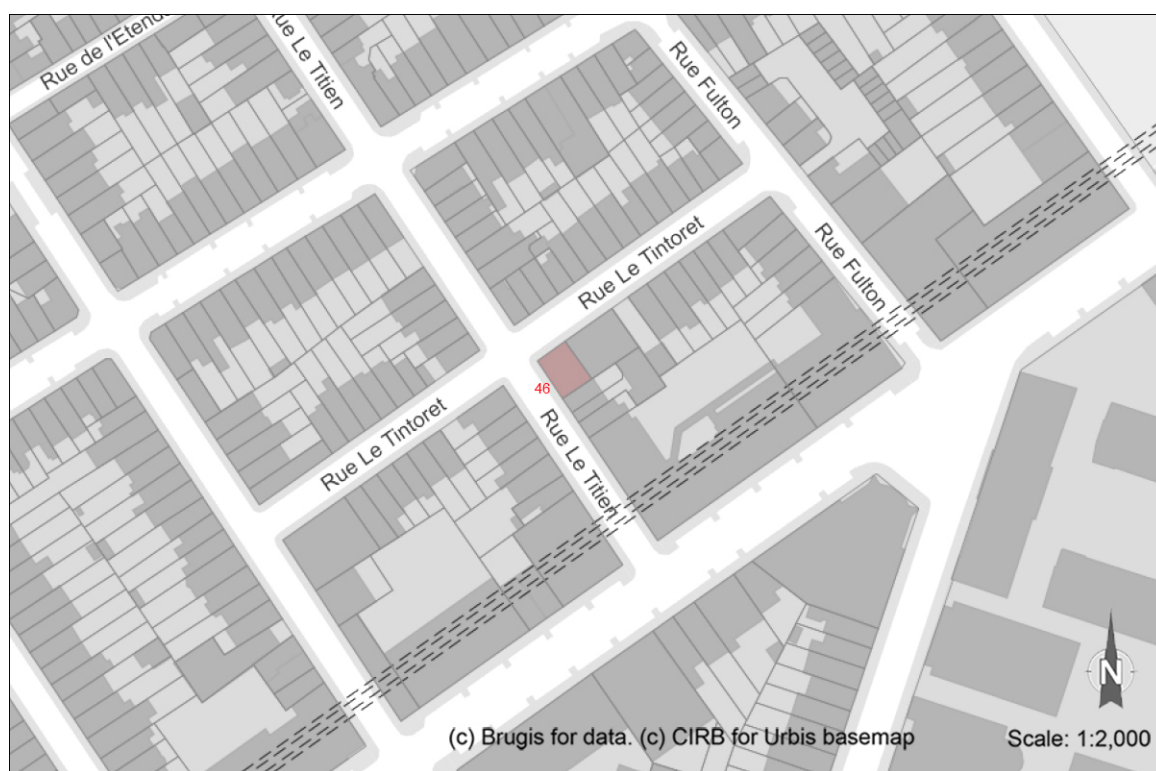 Rue de l'Etenda
Rue Le Titien
Rue Fulton
Rue Le Tintoret
Rue Fulton
46
Rue Le Tintoret
Rue Le Titien
N
(c) Brugis for data. (c) CIRB for Urbis basemap
Scale: 1:2,000